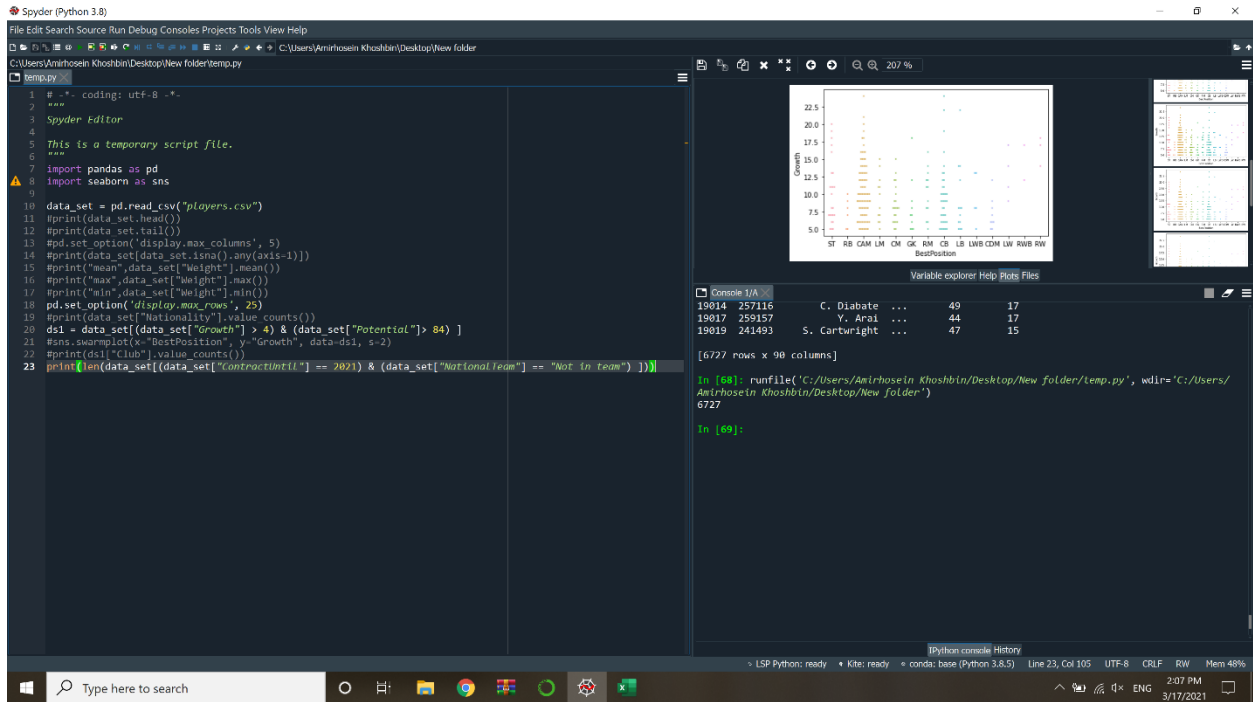 Spyder (Python 3.8)
File Edit Search Source Run Debug Consoles Projects Tools View Help
C:\Users\Amirhosein Khoshbin\Desktop\New folder
C:\Users\Amirhosein Khoshbin\Desktop\New folder\temp.py
temp.py
1 # -*- coding: utf-8 -*-
2 """
3 Spyder Editor
4
5 This is a temporary script file.
6 """
7 import pandas as pd
8 import seaborn as sns
9
10 data_set = pd.read_csv("players.csv")
11 #print(data_set.head())
12 #print(data_set.tail())
13 #pd.set_option('display.max_columns', 5)
14 #print(data_set[data_set.isna().any(axis=1)])
15 #print("mean",data_set["Weight"].mean())
16 #print("max",data_set["Weight"].max())
17 #print("min",data_set["Weight"].min())
18 pd.set_option('display.max_rows', 25)
19 #print(data_set["Nationality"].value_counts())
20 ds1 = data_set[(data_set["Growth"] > 4) & (data_set["Potential"]> 84) ]
21 #sns.swarmplot(x="BestPosition", y="Growth", data=ds1, s=2)
22 #print(ds1["Club"].value_counts())
23 print(len(data_set[(data_set["ContractUntil"] == 2021) & (data_set["NationalTeam"] == "Not in team") ]))
207 %
22.5
20.0
17.5
15.0
12.5
10.0
7.5
5.0
Growth
ST RB CAM LM CM GK RM CB LB LWB CDM LW RWB RW
BestPosition
Variable explorer Help Plots Files
Console 1/A
19014 257116 C. Diabate ... 49 17
19017 259157 Y. Arai ... 44 17
19019 241493 S. Cartwright ... 47 15
[6727 rows x 90 columns]
In [68]: runfile('C:/Users/Amirhosein Khoshbin/Desktop/New folder/temp.py', wdir='C:/Users/
Amirhosein Khoshbin/Desktop/New folder')
6727
In [69]:
IPython console History
LSP Python: ready Kite: ready conda: base (Python 3.8.5) Line 23, Col 105 UTF-8 CRLF RW Mem 48%
Type here to search
ENG
2:07 PM
3/17/2021